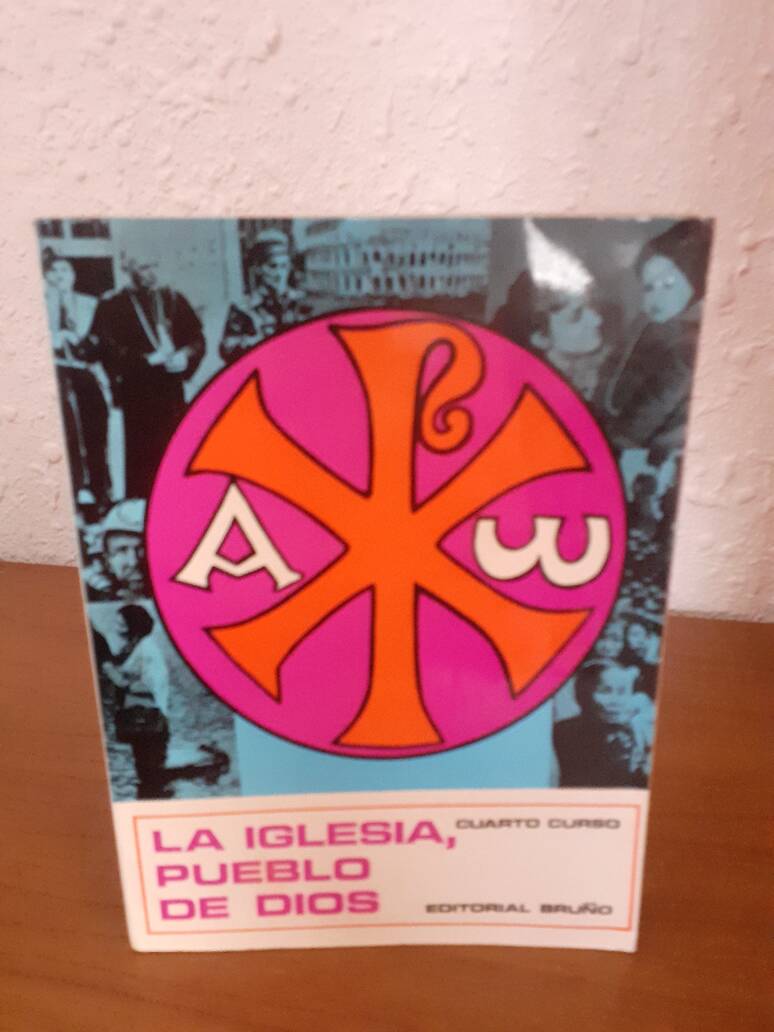 A ω
LA IGLESIA, CUARTO CURSO
PUEBLO
DE DIOS EDITORIAL BRUÑO